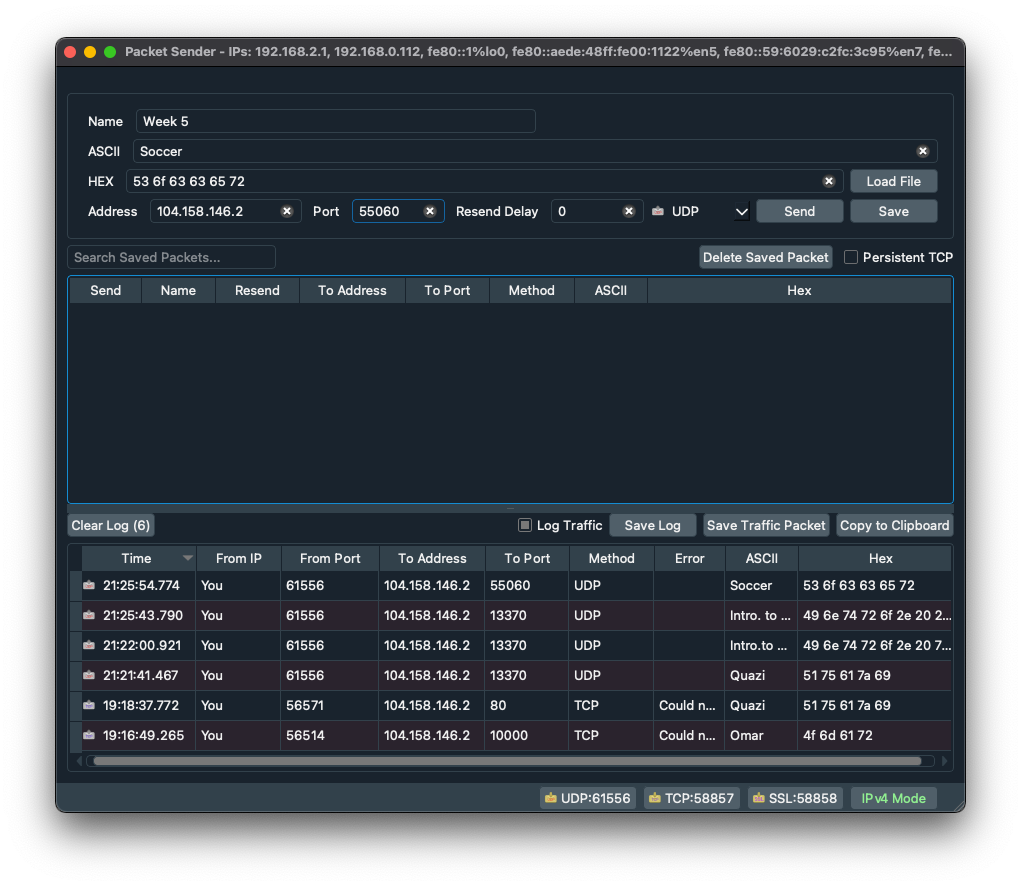 Packet Sender - IPs: 192.168.2.1, 192.168.0.112, fe80::1%lo0, fe80::aede:48ff:fe00:1122%en5, fe80::59:6029:c2fc:3c95%en7, fe...
Name Week 5
ASCII Soccer
HEX 53 6f 63 63 65 72 Load File
Address 104.158.146.2 Port 55060 Resend Delay 0 UDP Send Save
Search Saved Packets... Delete Saved Packet Persistent TCP
Send Name Resend To Address To Port Method ASCII Hex
Clear Log (6) Log Traffic Save Log Save Traffic Packet Copy to Clipboard
Time From IP From Port To Address To Port Method Error ASCII Hex
21:25:54.774 You 61556 104.158.146.2 55060 UDP Soccer 53 6f 63 63 65 72
21:25:43.790 You 61556 104.158.146.2 13370 UDP Intro. to ... 49 6e 74 72 6f 2e 20 2...
21:22:00.921 You 61556 104.158.146.2 13370 UDP Intro.to ... 49 6e 74 72 6f 2e 20 7...
21:21:41.467 You 61556 104.158.146.2 13370 UDP Quazi 51 75 61 7a 69
19:18:37.772 You 56571 104.158.146.2 80 TCP Could n... Quazi 51 75 61 7a 69
19:16:49.265 You 56514 104.158.146.2 10000 TCP Could n... Omar 4f 6d 61 72
UDP:61556 TCP:58857 SSL:58858 IPv4 Mode